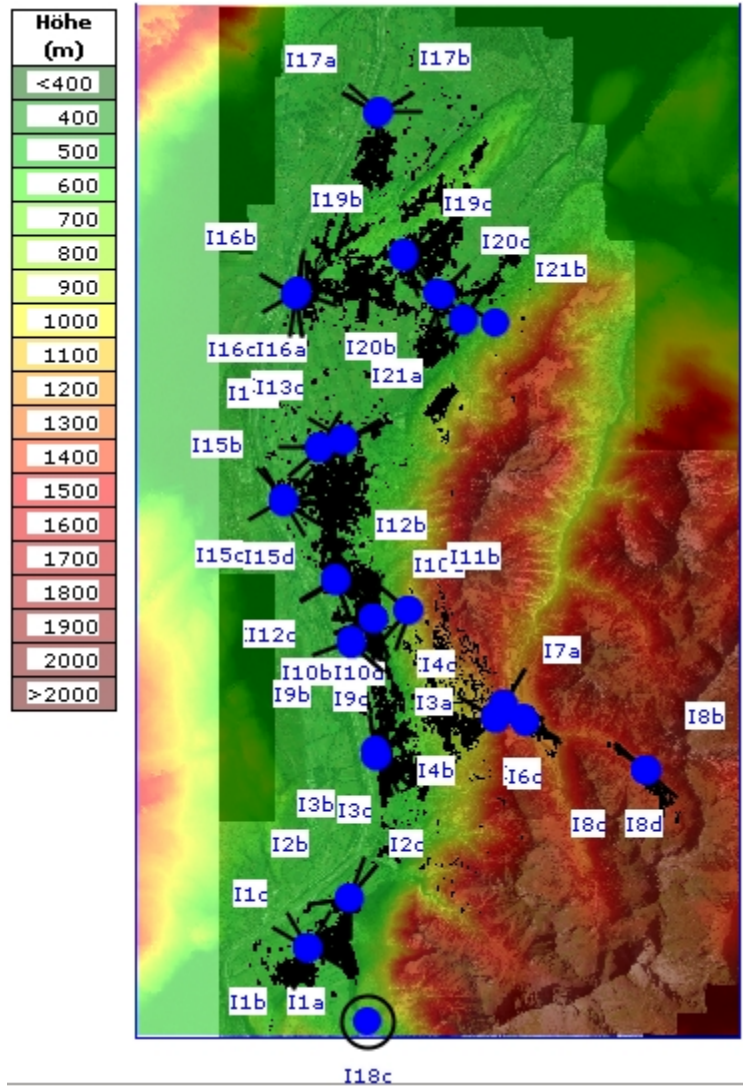 Höhe
(m)
<400
400
500
600
700
800
900
1000
1100
1200
1300
1400
1500
1600
1700
1800
1900
2000
>2000
I17a
I17b
I19b
I19c
I16b
I20c
I21b
I16c
I16a
I20b
I21a
I13c
I15b
I12b
I15c
I15d
I11b
I12c
I4c
I7a
I10b
I10d
I9b
I9c
I3a
I8b
I4b
I6c
I3b
I3c
I8c
I8d
I2b
I2c
I1c
I1b
I1a
I18c